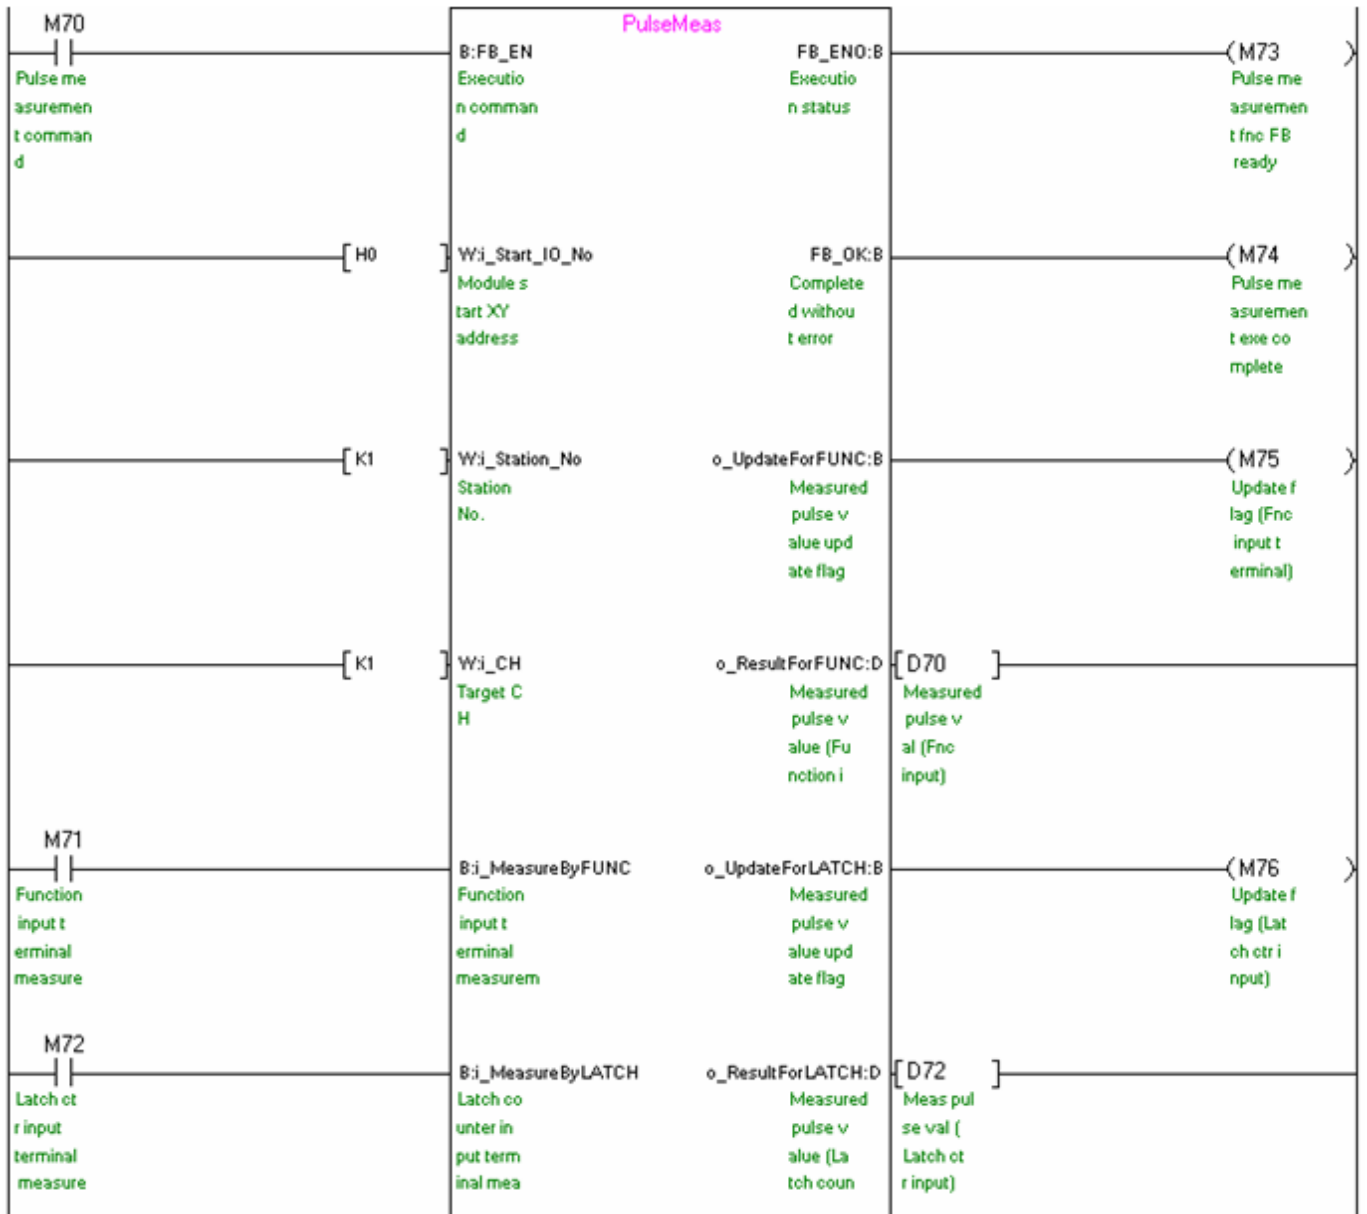 M70
PulseMeas
B:FB_EN FB_ENO:B (M73 )
Pulse me Executio Executio Pulse me
asuremen n comman n status asuremen
t comman d t fnc FB
d ready
[ H0 ] W:i_Start_IO_No FB_OK:B (M74 )
Module s Complete Pulse me
tart XY d withou asuremen
address t error t exe co
mplete
[ K1 ] W:i_Station_No o_UpdateForFUNC:B (M75 )
Station Measured Update f
No. pulse v lag (Fnc
alue upd input t
ate flag erminal)
[ K1 ] W:i_CH o_ResultForFUNC:D [ D70 ]
Target C Measured Measured
H pulse v pulse v
alue (Fu al (Fnc
nction i input)
M71
B:i_MeasureByFUNC o_UpdateForLATCH:B (M76 )
Function Function Measured Update f
input t input t pulse v lag (Lat
erminal erminal alue upd ch ctr i
measure measurem ate flag nput)
M72
B:i_MeasureByLATCH o_ResultForLATCH:D [ D72 ]
Latch ct Latch co Measured Meas pul
r input unter in pulse v se val (
terminal put term alue (La Latch ct
measure inal mea tch coun r input)